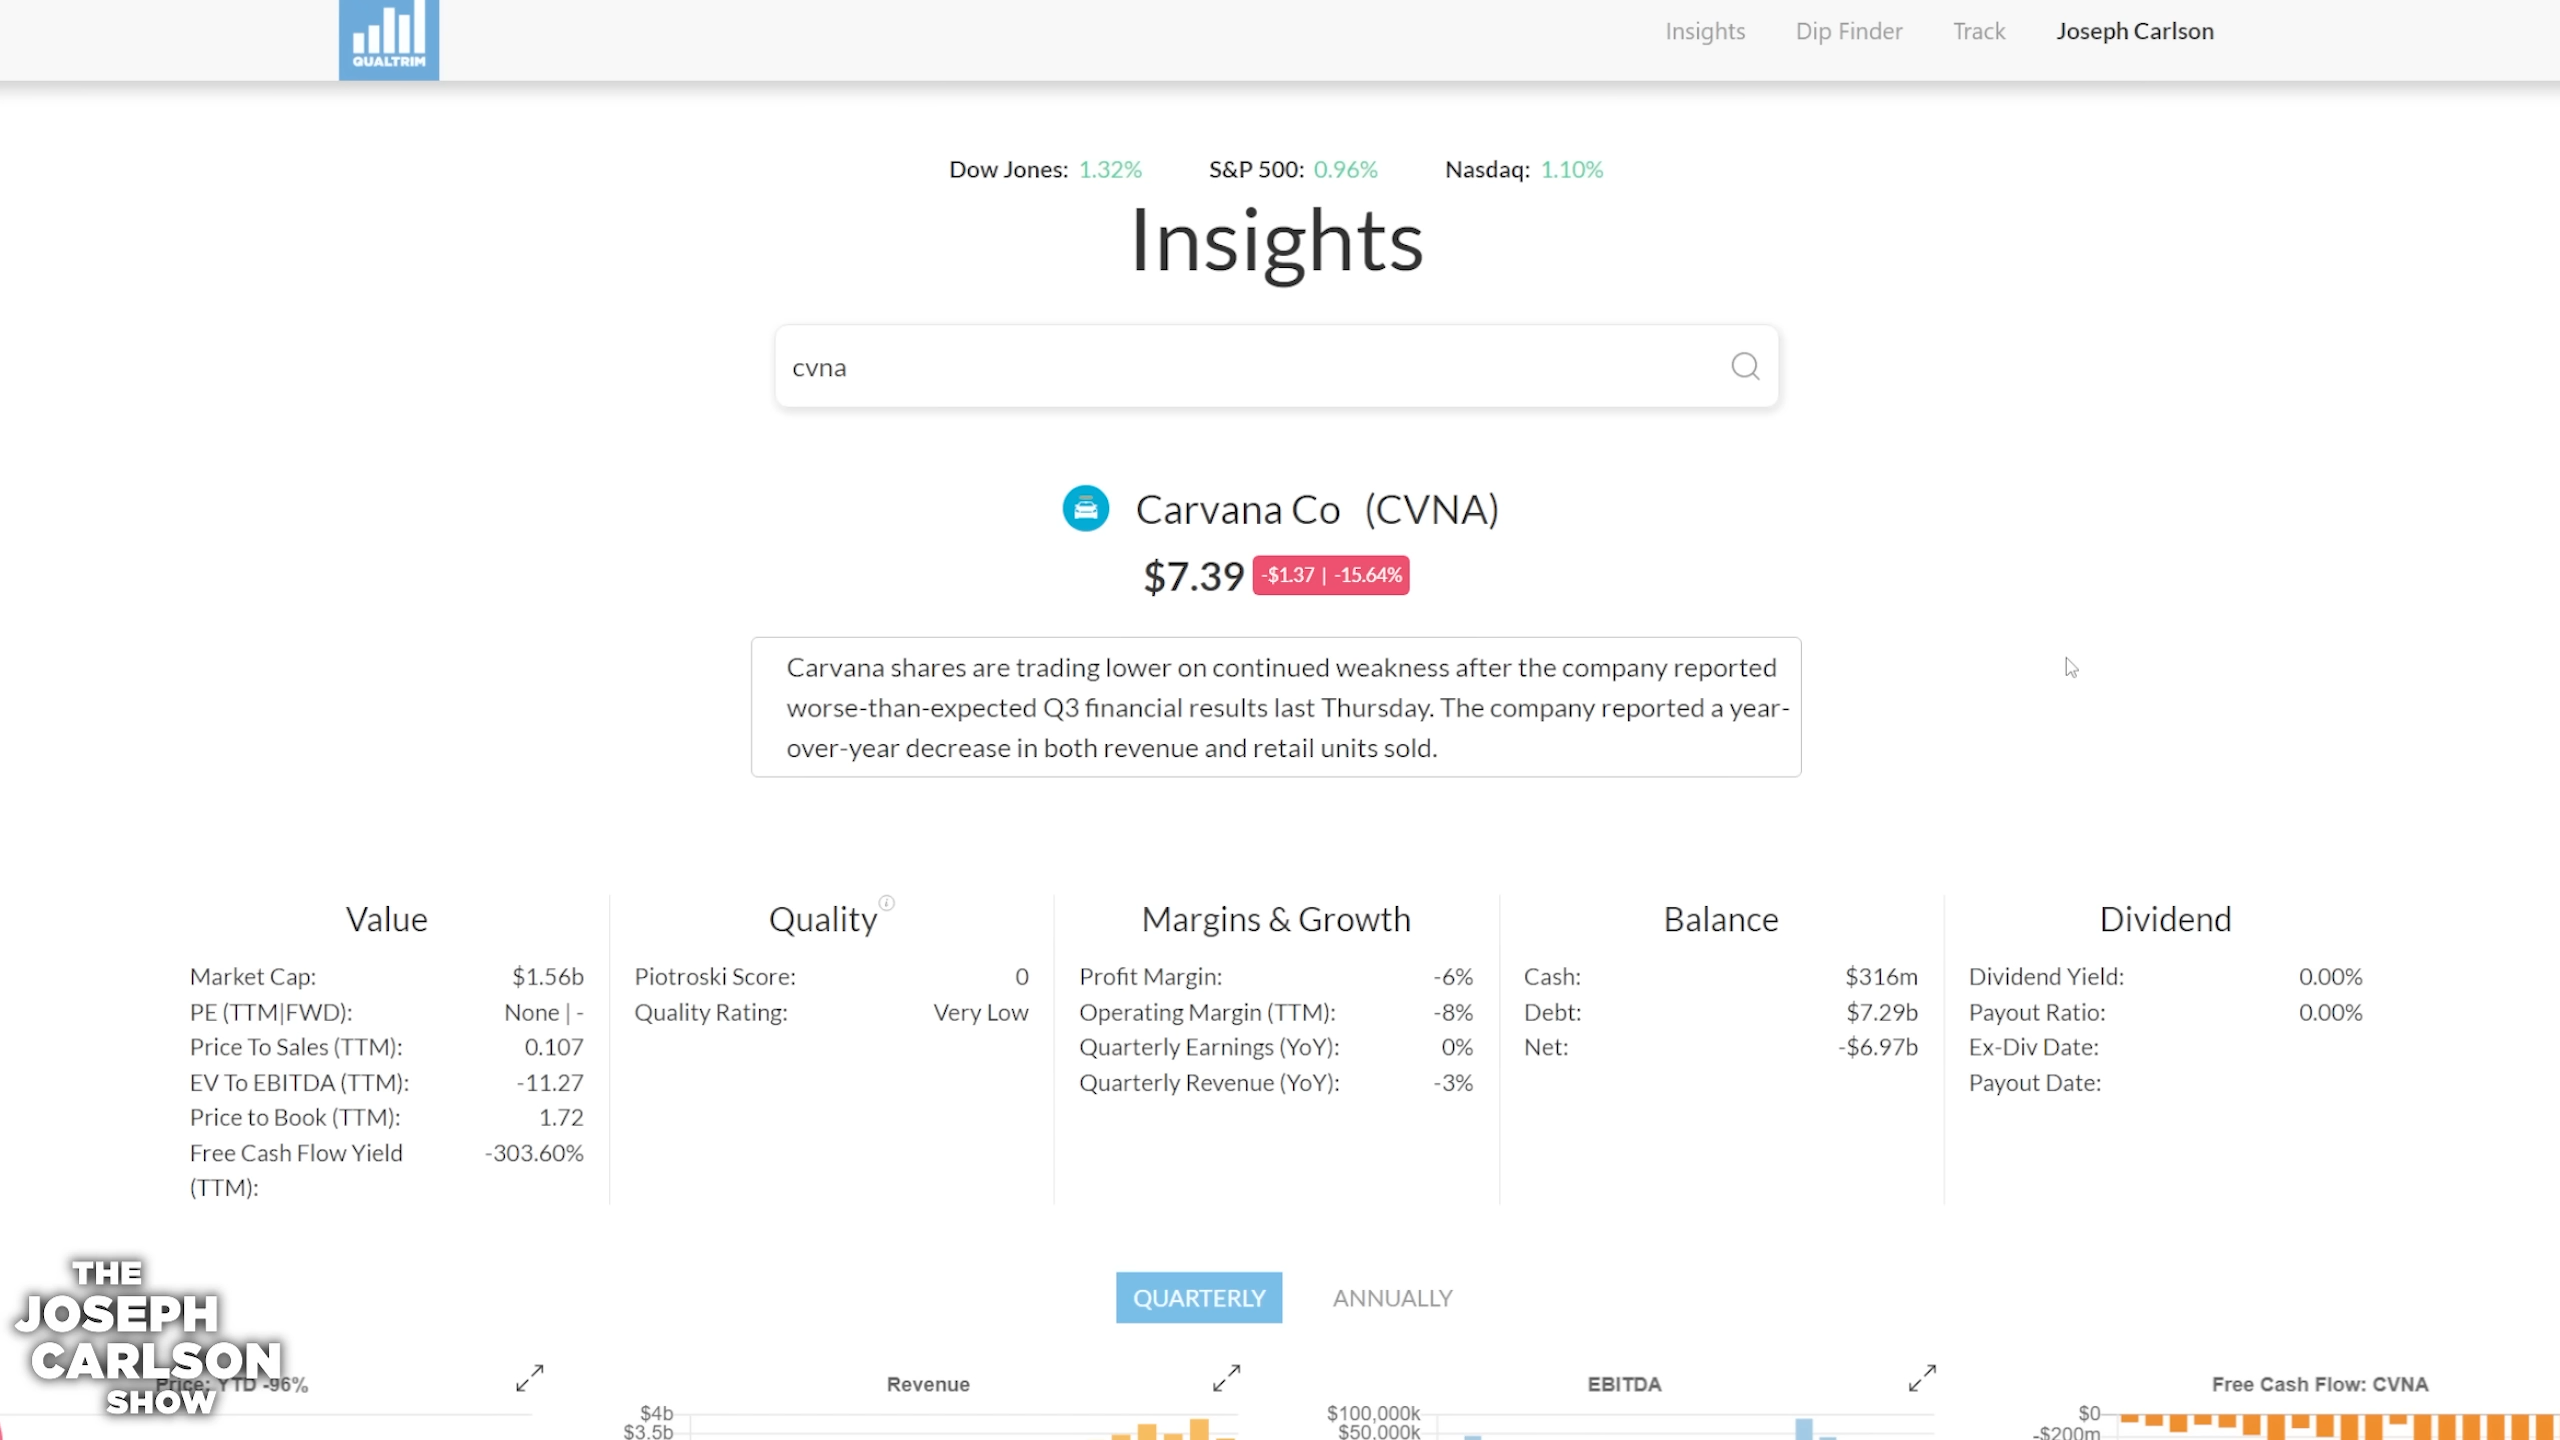 QUALTRIM
Insights
Dip Finder
Track
Joseph Carlson
Dow Jones: 1.32%
S&P 500: 0.96%
Nasdaq: 1.10%
Insights
cvna
Carvana Co (CVNA)
$7.39 -$1.37 | -15.64%
Carvana shares are trading lower on continued weakness after the company reported
worse-than-expected Q3 financial results last Thursday. The company reported a year-
over-year decrease in both revenue and retail units sold.
Value
Market Cap: $1.56b
PE (TTM|FWD): None | -
Price To Sales (TTM): 0.107
EV To EBITDA (TTM): -11.27
Price to Book (TTM): 1.72
Free Cash Flow Yield -303.60%
(TTM):
Quality
Piotroski Score: 0
Quality Rating: Very Low
Margins & Growth
Profit Margin: -6%
Operating Margin (TTM): -8%
Quarterly Earnings (YoY): 0%
Quarterly Revenue (YoY): -3%
Balance
Cash: $316m
Debt: $7.29b
Net: -$6.97b
Dividend
Dividend Yield: 0.00%
Payout Ratio: 0.00%
Ex-Div Date:
Payout Date:
QUARTERLY
ANNUALLY
THE
JOSEPH
CARLSON
SHOW
Price: YTD -96%
Revenue
$4b
$3.5b
EBITDA
$100,000k
$50,000k
Free Cash Flow: CVNA
$0
-$200m